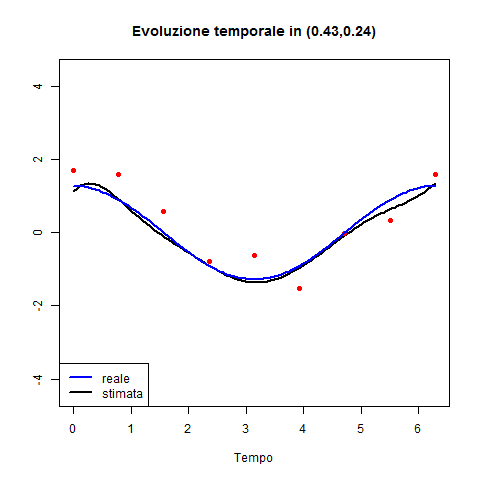 Evoluzione temporale in (0.43,0.24)
4
2
0
-2
-4
reale
stimata
0 1 2 3 4 5 6
Tempo